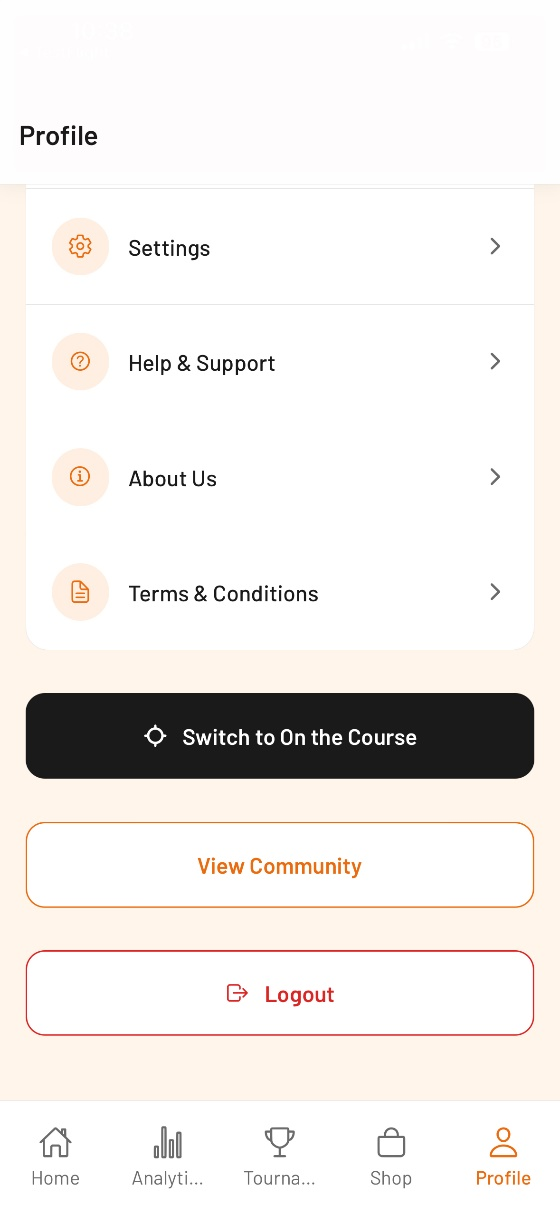 Profile
Settings
Help & Support
About Us
Terms & Conditions
Switch to On the Course
View Community
Logout
Home
Analyti...
Tourna...
Shop
Profile